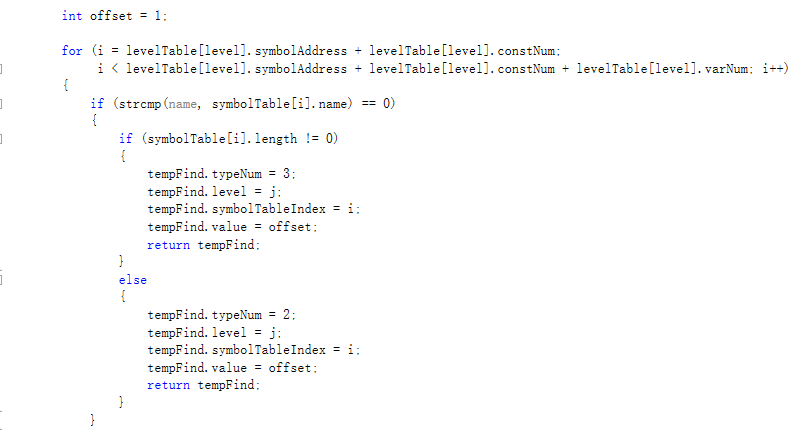 int offset = 1;
for (i = levelTable[level].symbolAddress + levelTable[level].constNum;
i < levelTable[level].symbolAddress + levelTable[level].constNum + levelTable[level].varNum; i++)
{
if (strcmp(name, symbolTable[i].name) == 0)
{
if (symbolTable[i].length != 0)
{
tempFind.typeNum = 3;
tempFind.level = j;
tempFind.symbolTableIndex = i;
tempFind.value = offset;
return tempFind;
}
else
{
tempFind.typeNum = 2;
tempFind.level = j;
tempFind.symbolTableIndex = i;
tempFind.value = offset;
return tempFind;
}
}